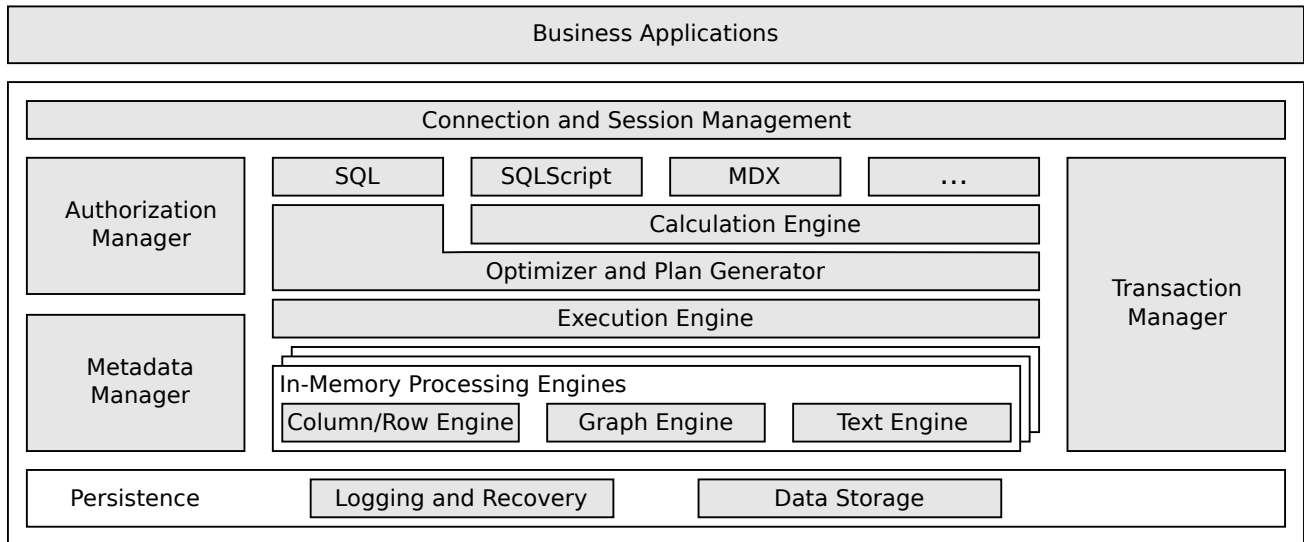 Business Applications
Connection and Session Management
Authorization
Manager
SQL
SQLScript
MDX
...
Calculation Engine
Optimizer and Plan Generator
Execution Engine
Transaction
Manager
Metadata
Manager
In-Memory Processing Engines
Column/Row Engine
Graph Engine
Text Engine
Persistence
Logging and Recovery
Data Storage